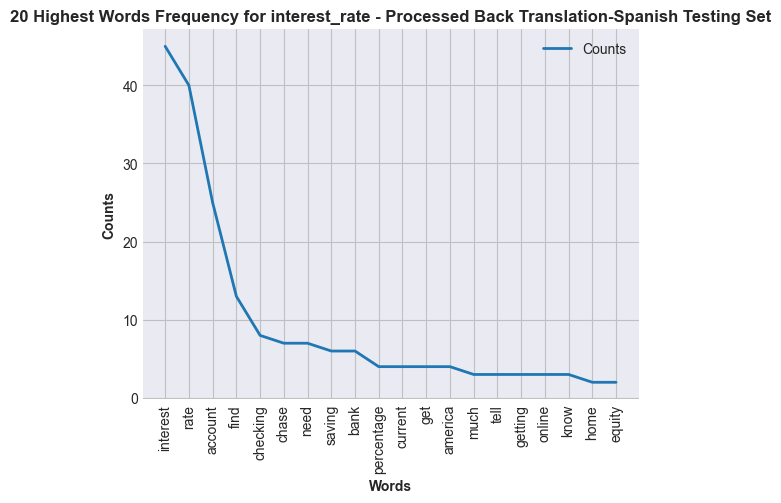 20 Highest Words Frequency for interest_rate - Processed Back Translation-Spanish Testing Set
Counts
Counts
40
30
20
10
0
interest
rate
account
find
checking
chase
need
saving
bank
percentage
current
get
america
much
tell
getting
online
know
home
equity
Words